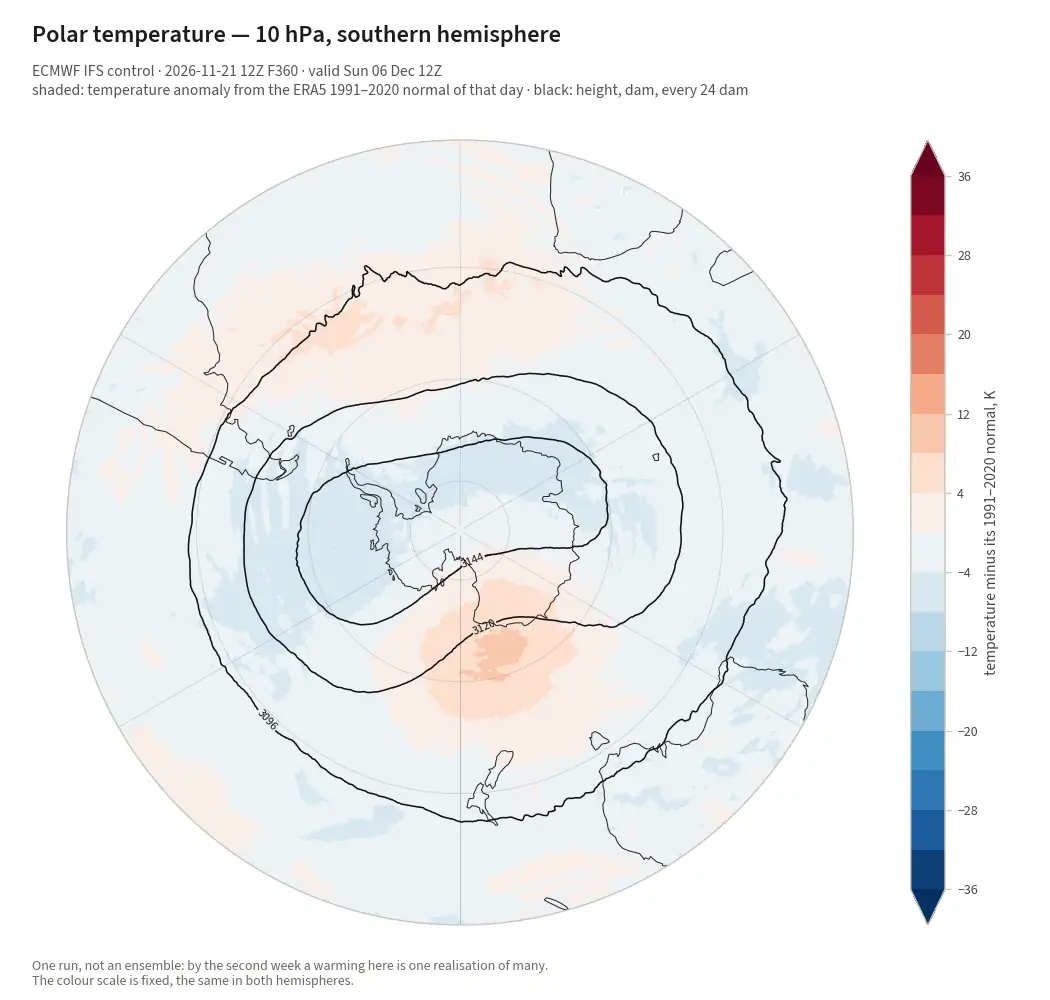 Polar temperature — 10 hPa, southern hemisphere
ECMWF IFS control · 2026-11-21 12Z F360 · valid Sun 06 Dec 12Z
shaded: temperature anomaly from the ERA5 1991–2020 normal of that day · black: height, dam, every 24 dam
36
28
20
12
4
−4
−12
−20
−28
−36
temperature minus its 1991–2020 normal, K
3144
3120
3096
One run, not an ensemble: by the second week a warming here is one realisation of many.
The colour scale is fixed, the same in both hemispheres.